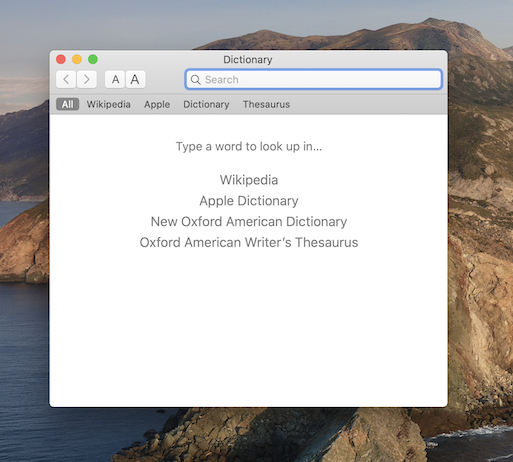 Dictionary
A A Search
All Wikipedia Apple Dictionary Thesaurus
Type a word to look up in...
Wikipedia
Apple Dictionary
New Oxford American Dictionary
Oxford American Writer’s Thesaurus